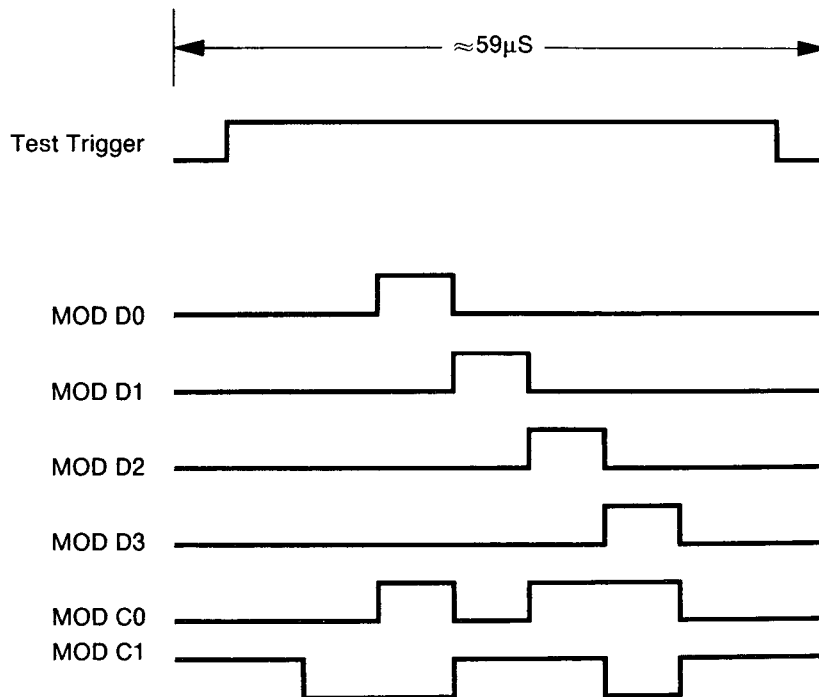 ≈59μS
Test Trigger
MOD D0
MOD D1
MOD D2
MOD D3
MOD C0
MOD C1